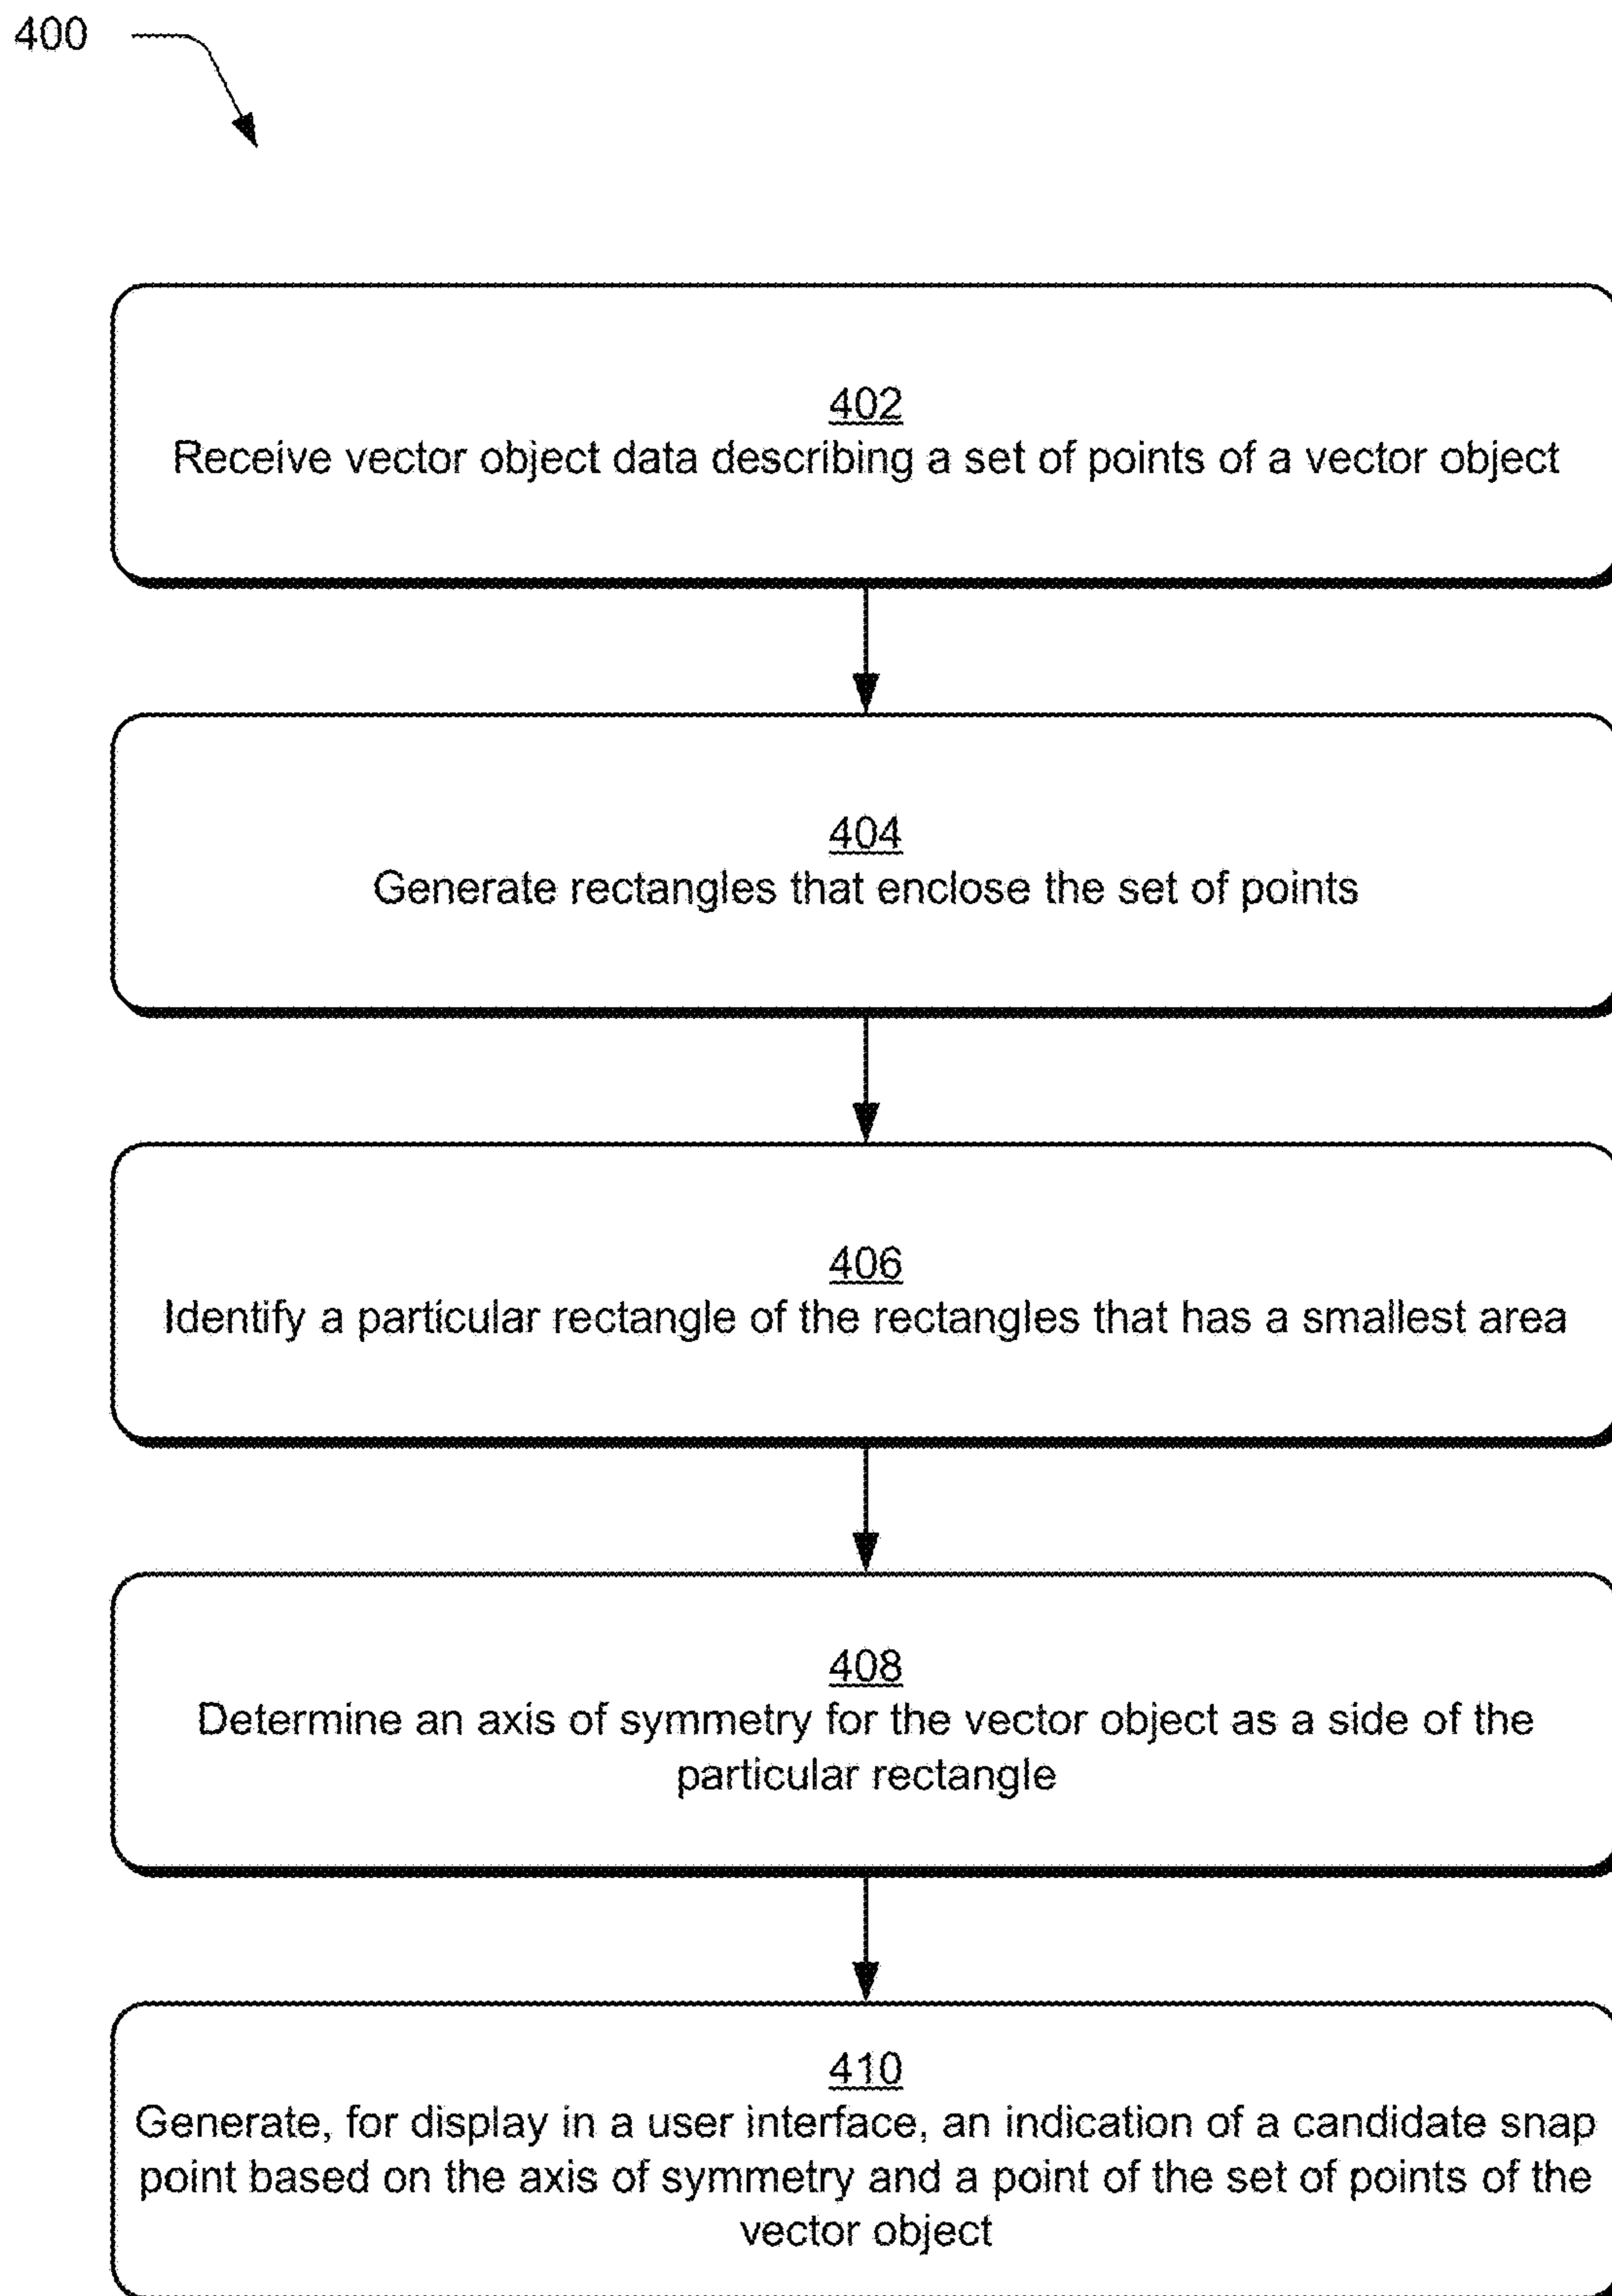 400
402
Receive vector object data describing a set of points of a vector object
404
Generate rectangles that enclose the set of points
406
Identify a particular rectangle of the rectangles that has a smallest area
408
Determine an axis of symmetry for the vector object as a side of the
particular rectangle
410
Generate, for display in a user interface, an indication of a candidate snap
point based on the axis of symmetry and a point of the set of points of the
vector object